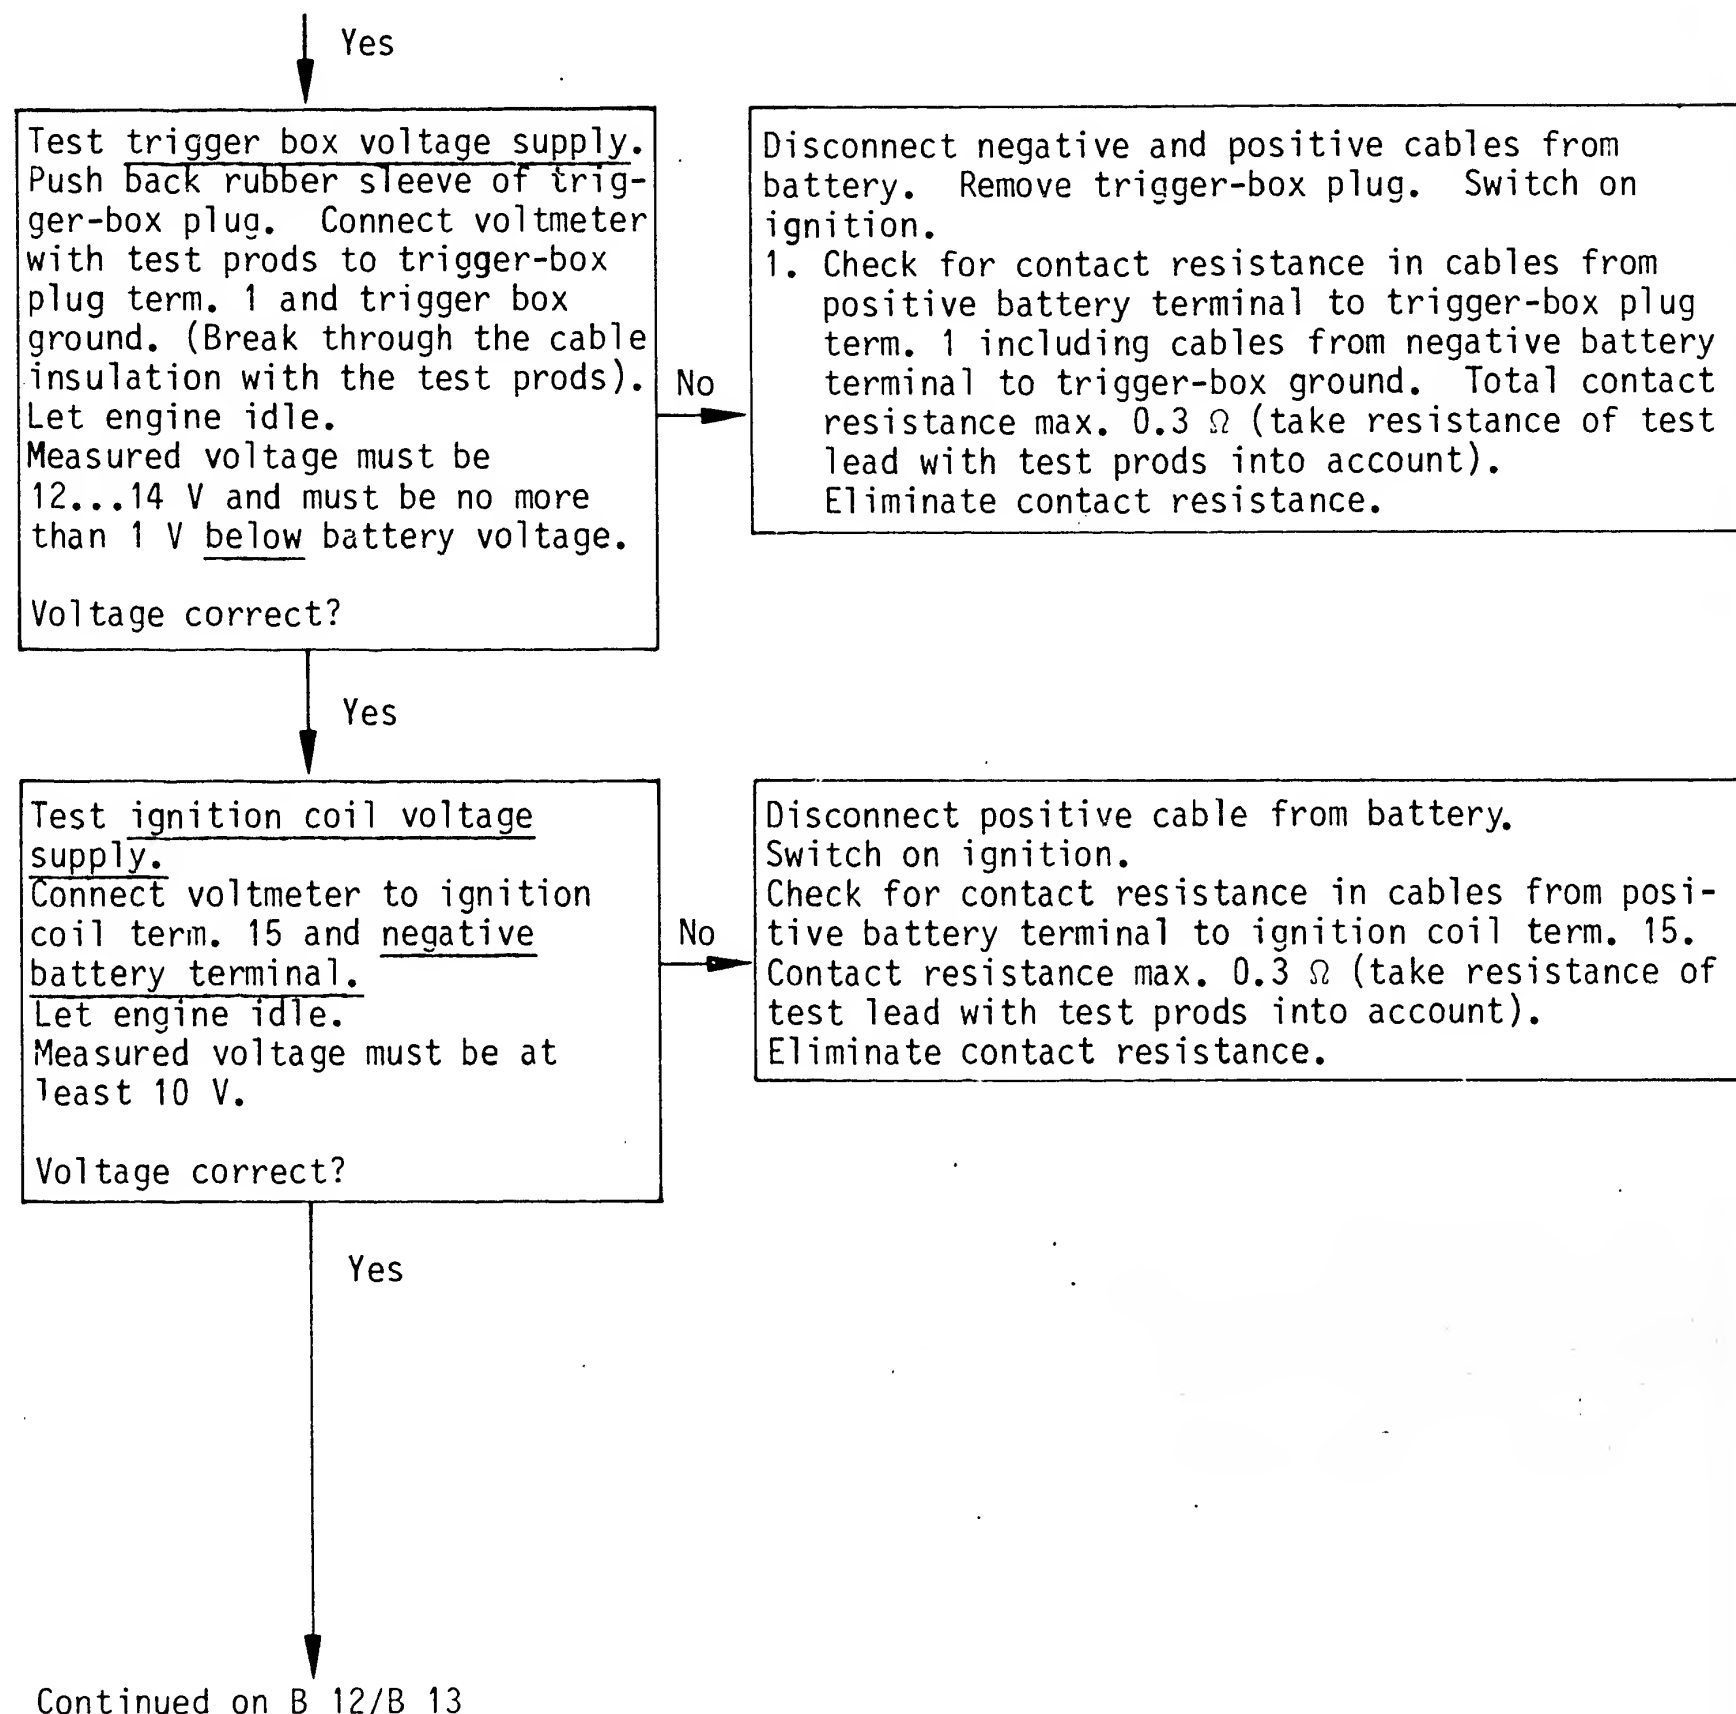 Yes
Test trigger box voltage supply.
Push back rubber sleeve of trig-
ger-box plug. Connect voltmeter
with test prods to trigger-box
plug term. 1 and trigger box
ground. (Break through the cable
insulation with the test prods).
Let engine idle.
Measured voltage must be
12...14 V and must be no more
than 1 V below battery voltage.
Voltage correct?
No
Disconnect negative and positive cables from
battery. Remove trigger-box plug. Switch on
ignition.
1. Check for contact resistance in cables from
positive battery terminal to trigger-box plug
term. 1 including cables from negative battery
terminal to trigger-box ground. Total contact
resistance max. 0.3 Ω (take resistance of test
lead with test prods into account).
Eliminate contact resistance.
Yes
Test ignition coil voltage
supply.
Connect voltmeter to ignition
coil term. 15 and negative
battery terminal.
Let engine idle.
Measured voltage must be at
least 10 V.
Voltage correct?
No
Disconnect positive cable from battery.
Switch on ignition.
Check for contact resistance in cables from posi-
tive battery terminal to ignition coil term. 15.
Contact resistance max. 0.3 Ω (take resistance of
test lead with test prods into account).
Eliminate contact resistance.
Yes
Continued on B 12/B 13